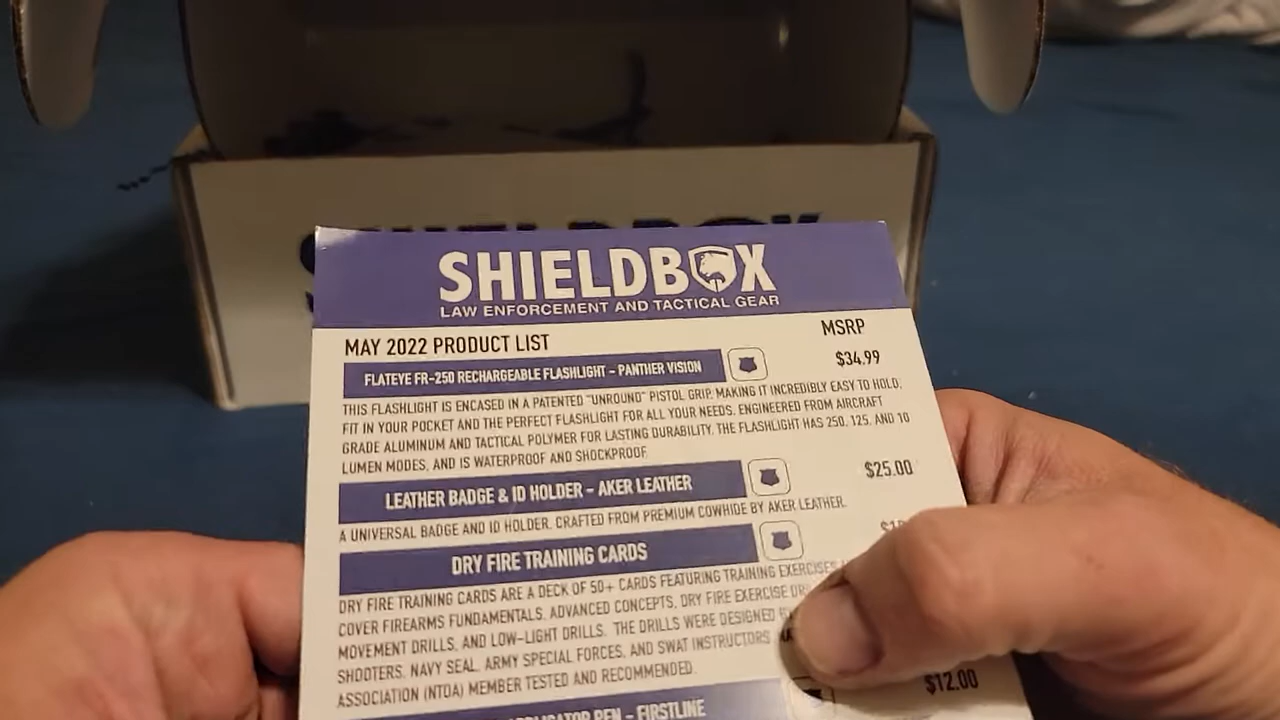 SHIELDBOX
SHIELDBOX
LAW ENFORCEMENT AND TACTICAL GEAR
MAY 2022 PRODUCT LIST MSRP
FLATEYE FR-250 RECHARGEABLE FLASHLIGHT - PANTHER VISION $34.99
THIS FLASHLIGHT IS ENCASED IN A PATENTED "UNROUND" PISTOL GRIP, MAKING IT INCREDIBLY EASY TO HOLD,
FIT IN YOUR POCKET AND THE PERFECT FLASHLIGHT FOR ALL YOUR NEEDS. ENGINEERED FROM AIRCRAFT
GRADE ALUMINUM AND TACTICAL POLYMER FOR LASTING DURABILITY. THE FLASHLIGHT HAS 250, 125, AND 10
LUMEN MODES, AND IS WATERPROOF AND SHOCKPROOF.
LEATHER BADGE & ID HOLDER - AKER LEATHER $25.00
A UNIVERSAL BADGE AND ID HOLDER. CRAFTED FROM PREMIUM COWHIDE BY AKER LEATHER.
DRY FIRE TRAINING CARDS
DRY FIRE TRAINING CARDS ARE A DECK OF 50+ CARDS FEATURING TRAINING EXERCISES
COVER FIREARMS FUNDAMENTALS, ADVANCED CONCEPTS, DRY FIRE EXERCISE
MOVEMENT DRILLS, AND LOW-LIGHT DRILLS. THE DRILLS WERE DESIGNED
SHOOTERS, NAVY SEAL, ARMY SPECIAL FORCES, AND SWAT INSTRUCTORS
ASSOCIATION (NTOA) MEMBER TESTED AND RECOMMENDED.
PEN - FIRSTLINE $12.00